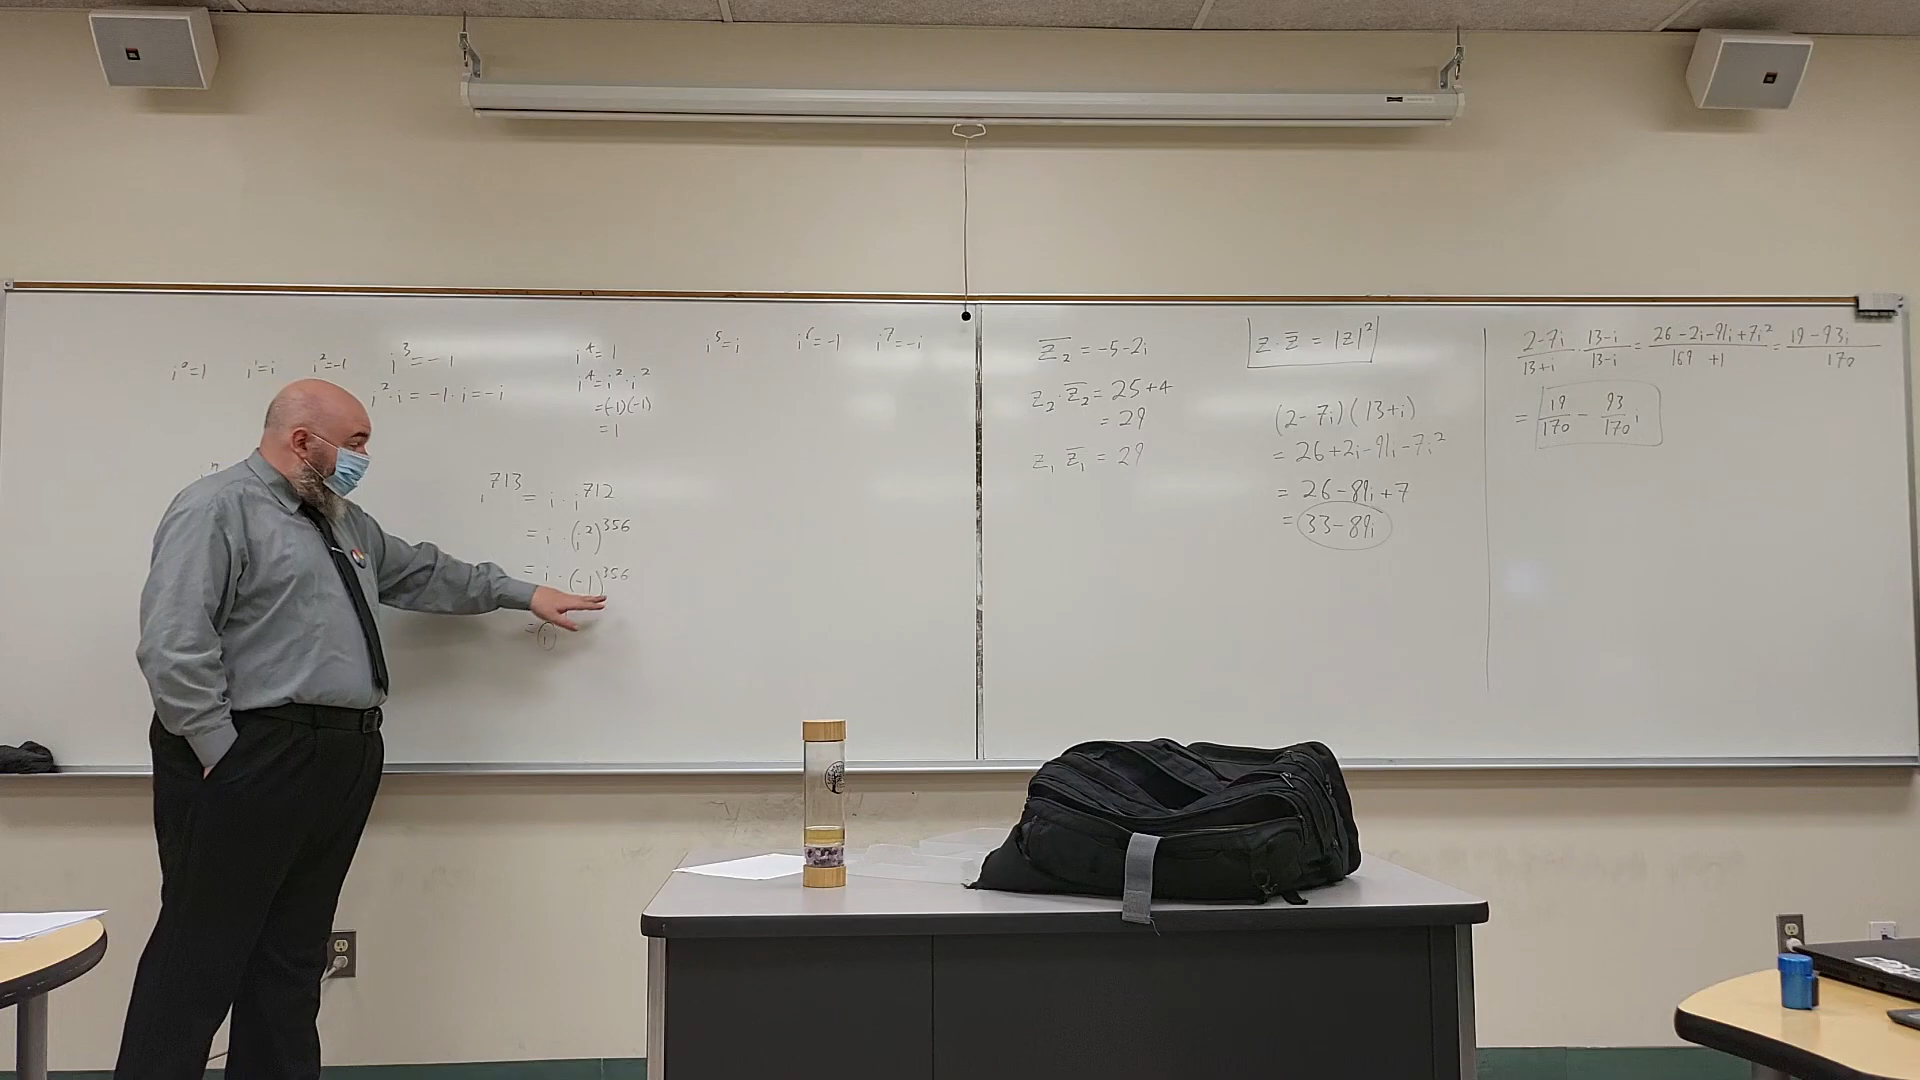 i⁰=1 i¹=i i²=-1 i³=-1 i⁴=1 i⁵=i i⁶=-1 i⁷=-i
i²·i = -1·i = -i
i⁴=i²·i²
=(-1)(-1)
=1
n
i⁷¹³ = i · i⁷¹²
= i · (i²)³⁵⁶
= i · (-1)³⁵⁶
= i
z̅₂ = -5-2i
z₂ · z̅₂ = 25+4
= 29
z₁ z̅₁ = 29
z · z̅ = |z|²
(2-7i)(13+i)
= 26+2i-91i-7i²
= 26-89i+7
= 33-89i
(2-7i)/(13+i) · (13-i)/(13-i) = (26-2i-91i+7i²)/(169+1) = (19-93i)/170
= 19/170 - 93/170 i